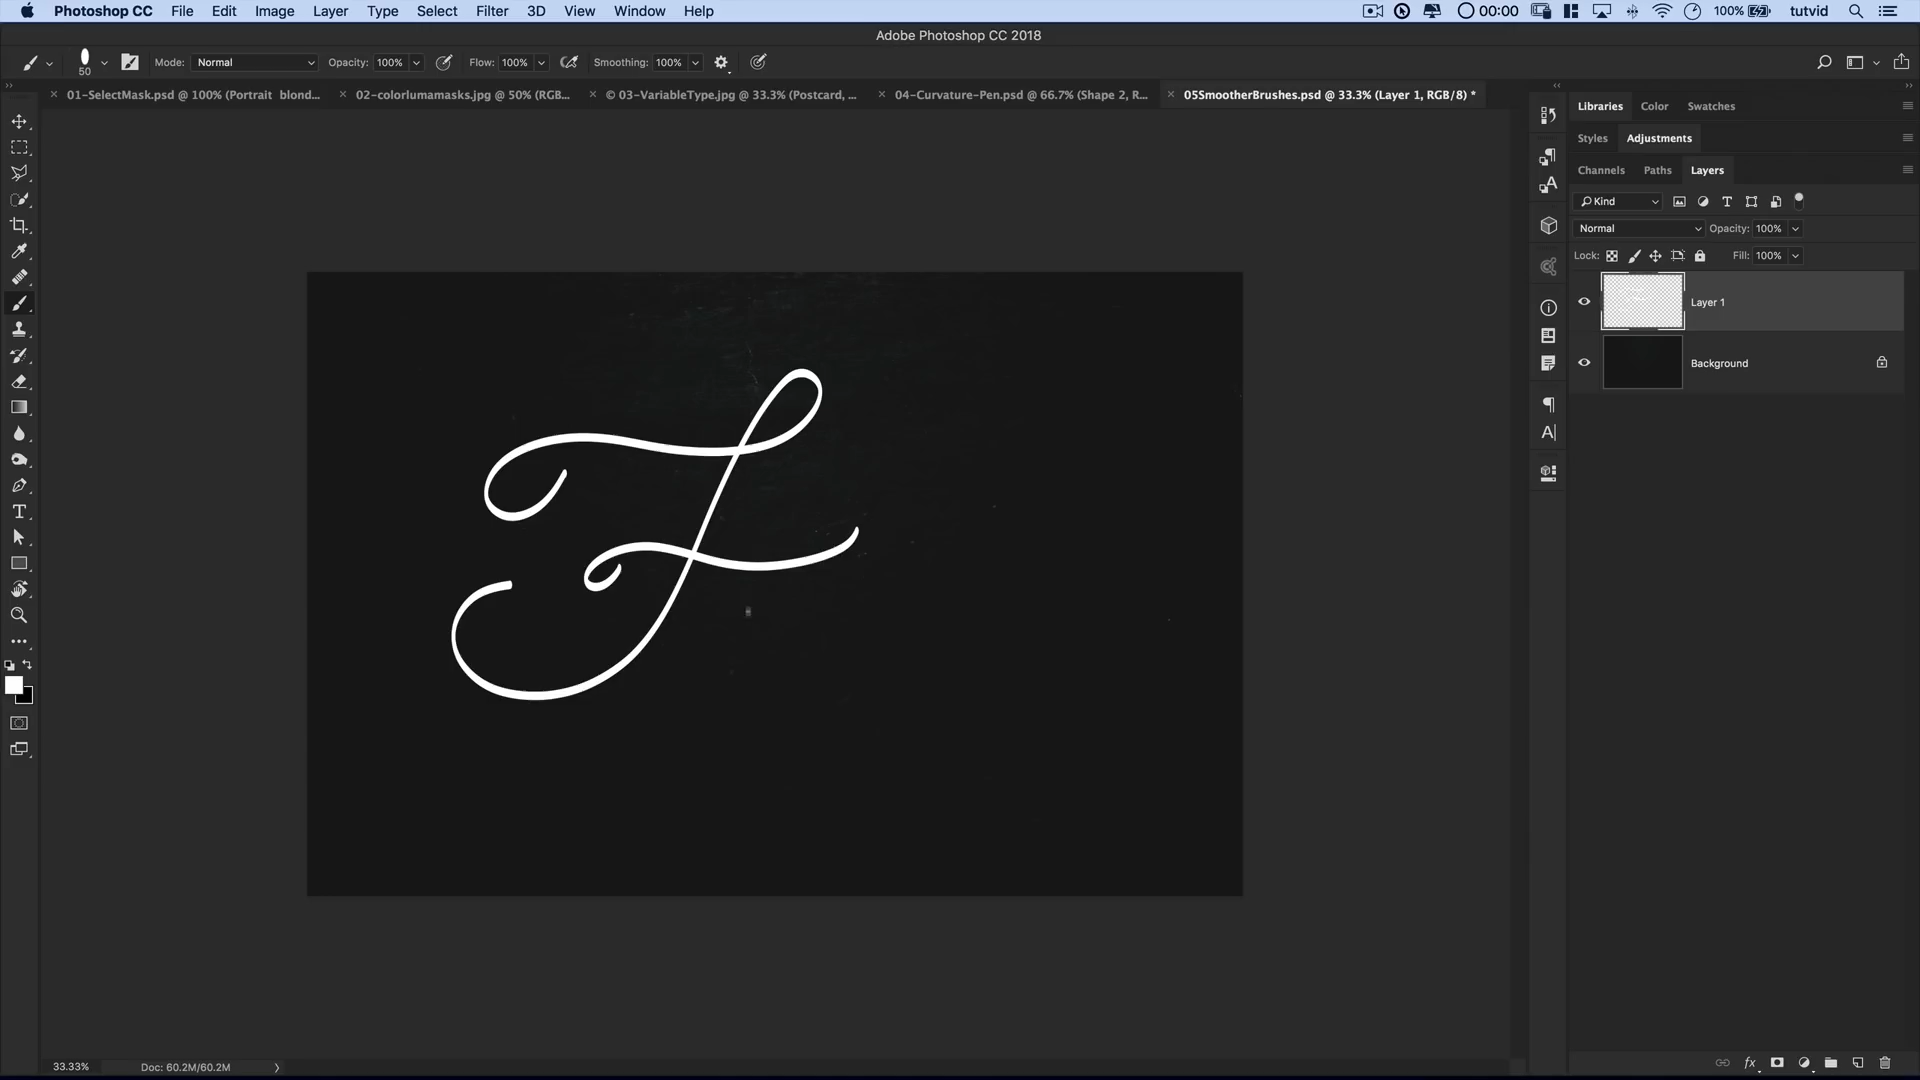 Photoshop CC File Edit Image Layer Type Select Filter 3D View Window Help 00:00 100% tutvid
Adobe Photoshop CC 2018
50 Mode: Normal Opacity: 100% Flow: 100% Smoothing: 100%
01-SelectMask.psd @ 100% (Portrait blond... 02-colorlumamasks.jpg @ 50% (RGB... © 03-VariableType.jpg @ 33.3% (Postcard, ... 04-Curvature-Pen.psd @ 66.7% (Shape 2, R... 05SmootherBrushes.psd @ 33.3% (Layer 1, RGB/8) *
Libraries Color Swatches
Styles Adjustments
Channels Paths Layers
Kind
Normal Opacity: 100%
Lock: Fill: 100%
Layer 1
Background
F
33.33% Doc: 60.2M/60.2M